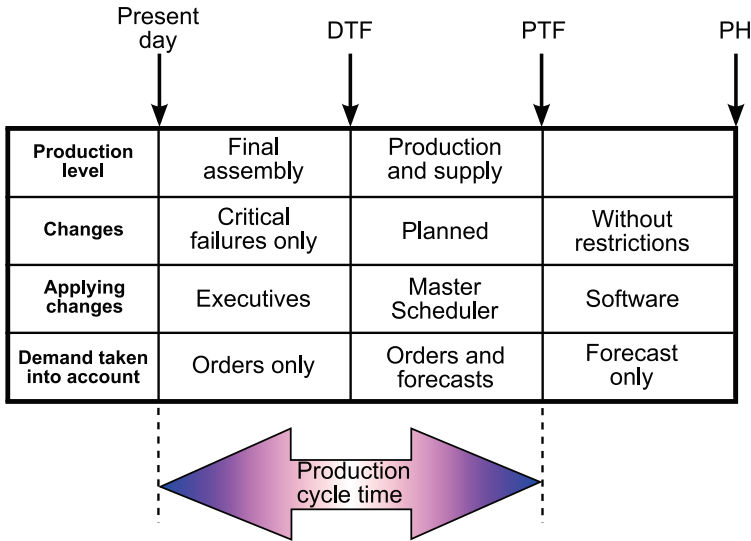 Present
day
DTF
PTF
PH
Production
level
Final
assembly
Production
and supply
Changes
Critical
failures only
Planned
Without
restrictions
Applying
changes
Executives
Master
Scheduler
Software
Demand taken
into account
Orders only
Orders and
forecasts
Forecast
only
Production
cycle time